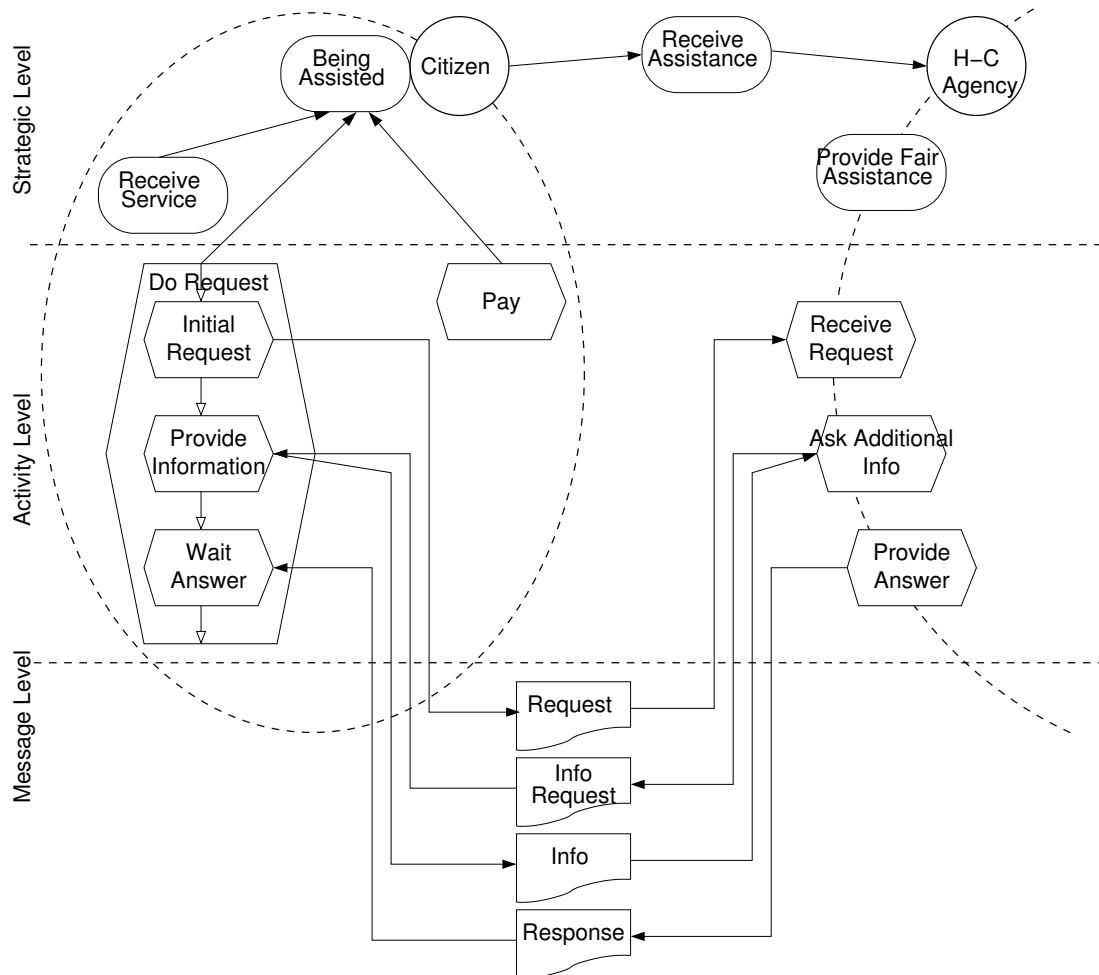 Strategic Level
Being
Assisted
Citizen
Receive
Assistance
H−C
Agency
Receive
Service
Provide Fair
Assistance
Activity Level
Do Request
Initial
Request
Pay
Receive
Request
Provide
Information
Ask Additional
Info
Wait
Answer
Provide
Answer
Message Level
Request
Info
Request
Info
Response